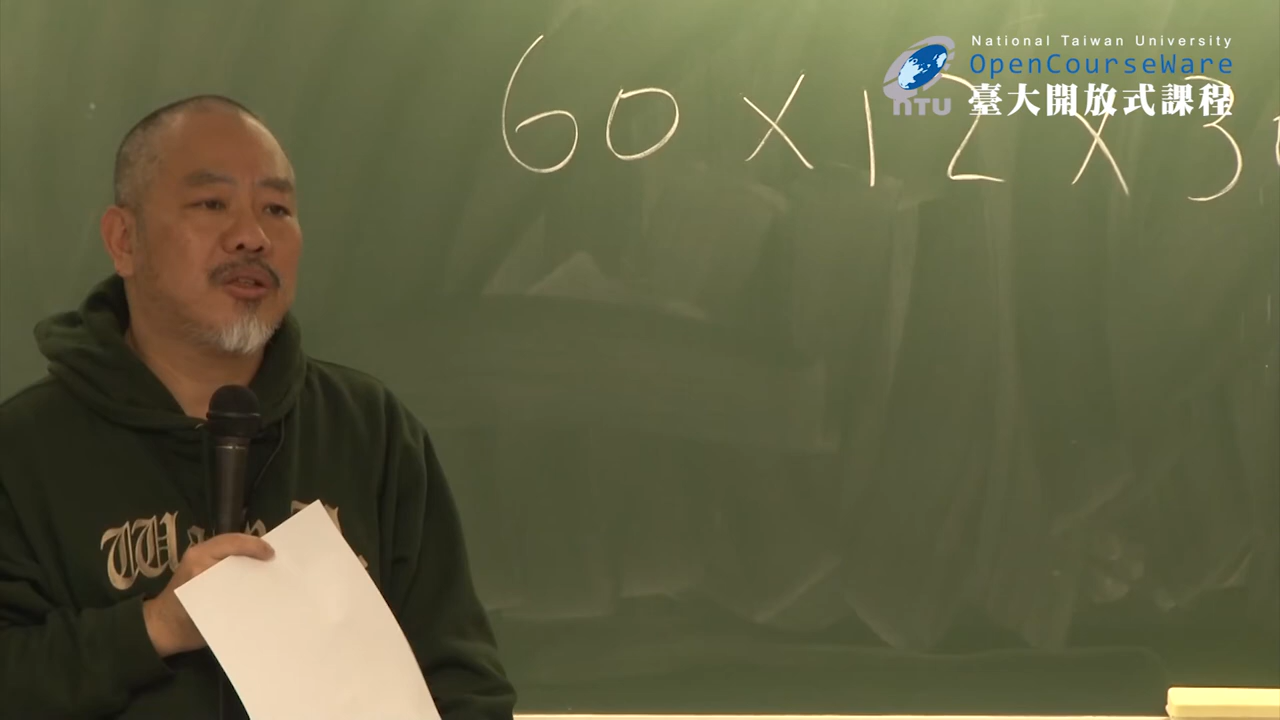 National Taiwan University
OpenCourseWare
NTU 臺大開放式課程
60 x 12 x 3